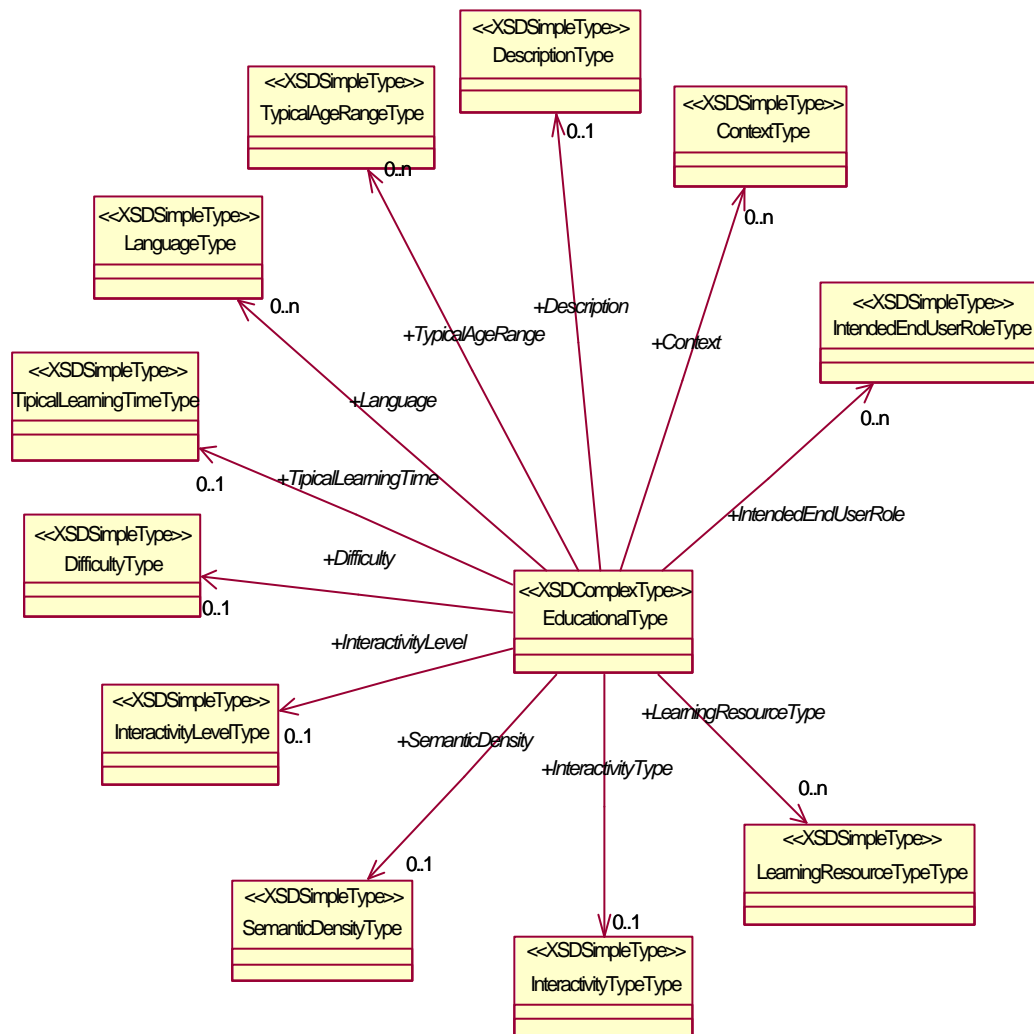 <<XSDSimpleType>>
DescriptionType
0..1
<<XSDSimpleType>>
TypicalAgeRangeType
0..n
<<XSDSimpleType>>
ContextType
0..n
<<XSDSimpleType>>
LanguageType
0..n
<<XSDSimpleType>>
IntendedEndUserRoleType
0..n
+Description
+TypicalAgeRange
+Context
<<XSDSimpleType>>
TipicalLearningTimeType
0..1
+Language
+TipicalLearningTime
+IntendedEndUserRole
<<XSDSimpleType>>
DifficultyType
0..1
+Difficulty
<<XSDComplexType>>
EducationalType
+InteractivityLevel
<<XSDSimpleType>>
InteractivityLevelType
0..1
+SemanticDensity
+InteractivityType
+LearningResourceType
0..n
<<XSDSimpleType>>
LearningResourceTypeType
0..1
<<XSDSimpleType>>
SemanticDensityType
0..1
<<XSDSimpleType>>
InteractivityTypeType